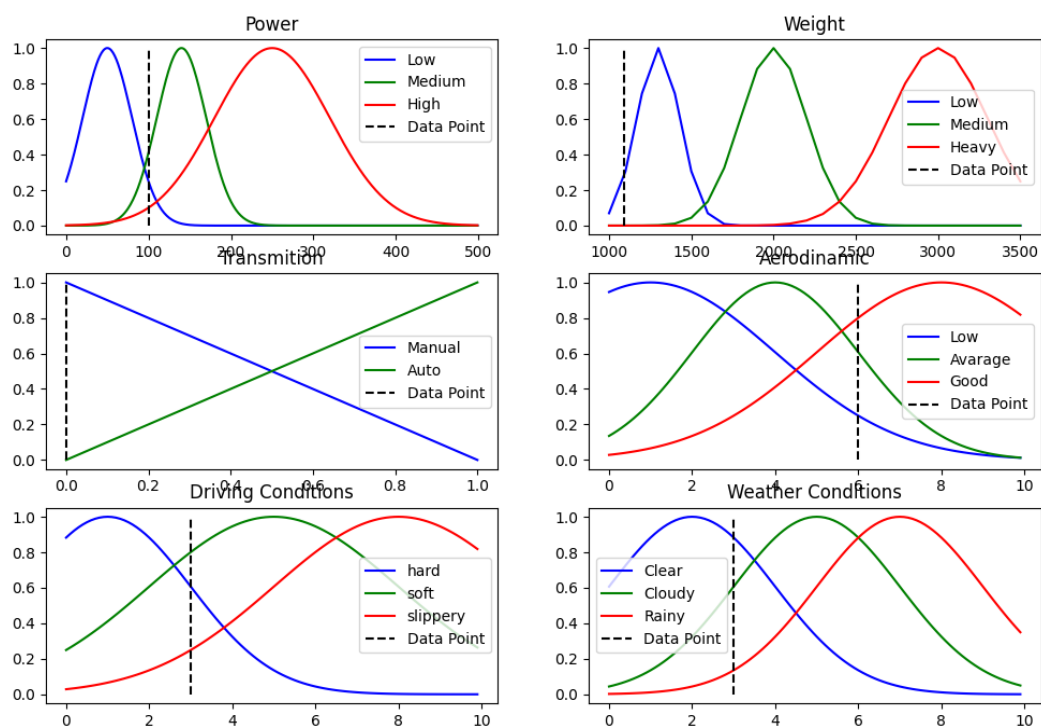 Power
1.0
0.8
0.6
0.4
0.2
0.0
Low
Medium
High
Data Point
0 100 200 300 400 500
Weight
1.0
0.8
0.6
0.4
0.2
0.0
Low
Medium
Heavy
Data Point
1000 1500 2000 2500 3000 3500
Transmition
1.0
0.8
0.6
0.4
0.2
0.0
Manual
Auto
Data Point
0.0 0.2 0.4 0.6 0.8 1.0
Aerodinamic
1.0
0.8
0.6
0.4
0.2
0.0
Low
Avarage
Good
Data Point
0 2 4 6 8 10
Driving Conditions
1.0
0.8
0.6
0.4
0.2
0.0
hard
soft
slippery
Data Point
0 2 4 6 8 10
Weather Conditions
1.0
0.8
0.6
0.4
0.2
0.0
Clear
Cloudy
Rainy
Data Point
0 2 4 6 8 10